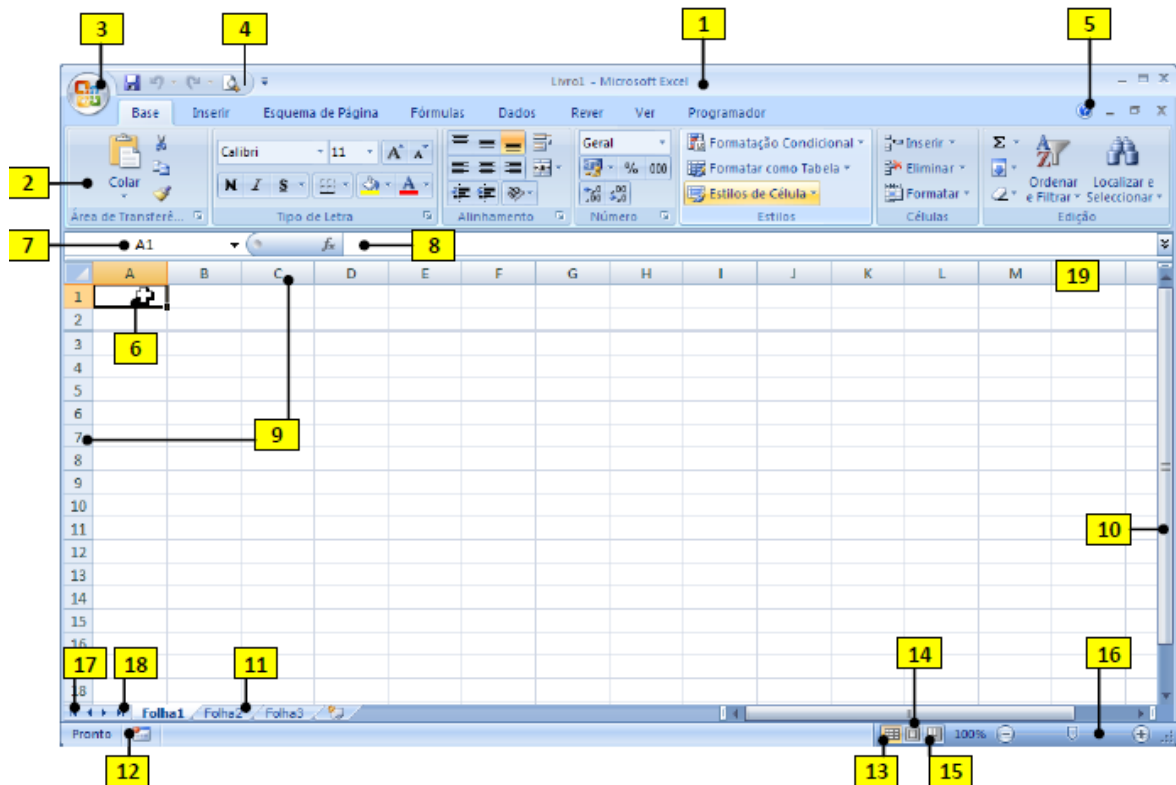 3 4 1 5
Livro1 - Microsoft Excel
Base Inserir Esquema de Página Fórmulas Dados Rever Ver Programador
Calibri 11 A A Geral Formatação Condicional Inserir Σ
2 Colar % 000 Formatar como Tabela Eliminar Ordenar e Filtrar Localizar e Seleccionar
N I S A Estilos de Célula Formatar
Área de Transferê... Tipo de Letra Alinhamento Número Estilos Células Edição
7 A1 fx 8
A B C D E F G H I J K L M 19
1
2
3 6
4
5
6
7 9
8
9
10
11 10
12
13
14
15
16 14
17 18 11 16
18
Folha1 Folha2 Folha3
Pronto 100%
12 13 15